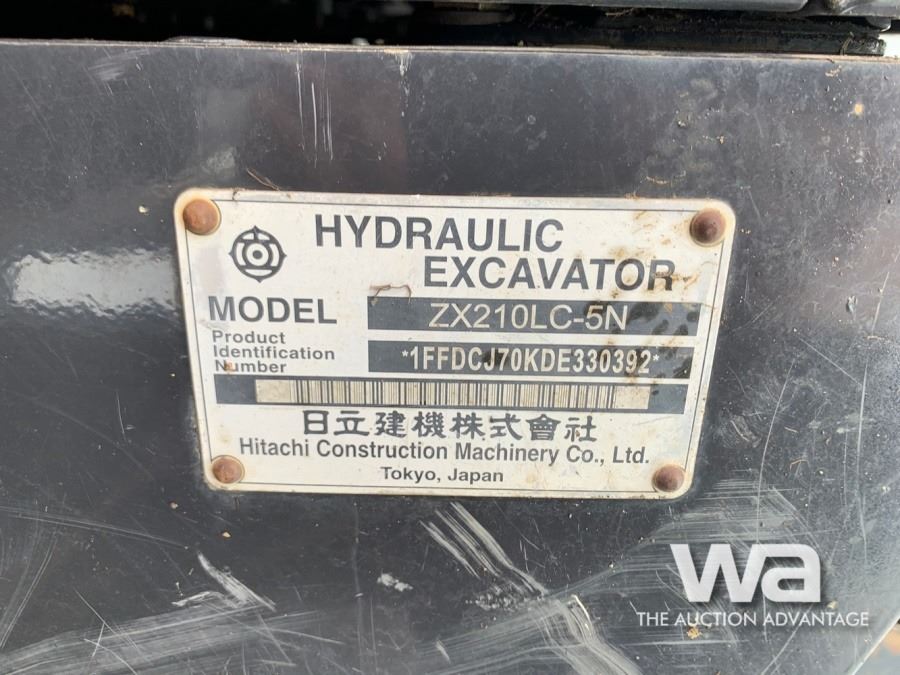 HYDRAULIC
EXCAVATOR
MODEL ZX210LC-5N
Product
Identification
Number
*1FFDCJ70KDE330392*
日立建機株式會社
Hitachi Construction Machinery Co., Ltd.
Tokyo, Japan
wa
THE AUCTION ADVANTAGE